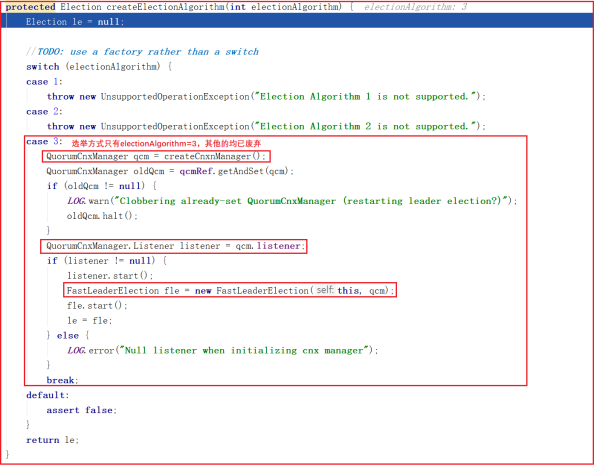 protected Election createElectionAlgorithm(int electionAlgorithm) { electionAlgorithm: 3
    Election le = null;
    //TODO: use a factory rather than a switch
    switch (electionAlgorithm) {
    case 1:
        throw new UnsupportedOperationException("Election Algorithm 1 is not supported.");
    case 2:
        throw new UnsupportedOperationException("Election Algorithm 2 is not supported.");
    case 3: 选举方式只有electionAlgorithm=3，其他的均已废弃
        QuorumCnxManager qcm = createCnxnManager();
        QuorumCnxManager oldQcm = qcmRef.getAndSet(qcm);
        if (oldQcm != null) {
            LOG.warn("Clobbering already-set QuorumCnxManager (restarting leader election?)");
            oldQcm.halt();
        }
        QuorumCnxManager.Listener listener = qcm.listener;
        if (listener != null) {
            listener.start();
            FastLeaderElection fle = new FastLeaderElection( self: this, qcm);
            fle.start();
            le = fle;
        } else {
            LOG.error("Null listener when initializing cnx manager");
        }
        break;
    default:
        assert false;
    }
    return le;
}